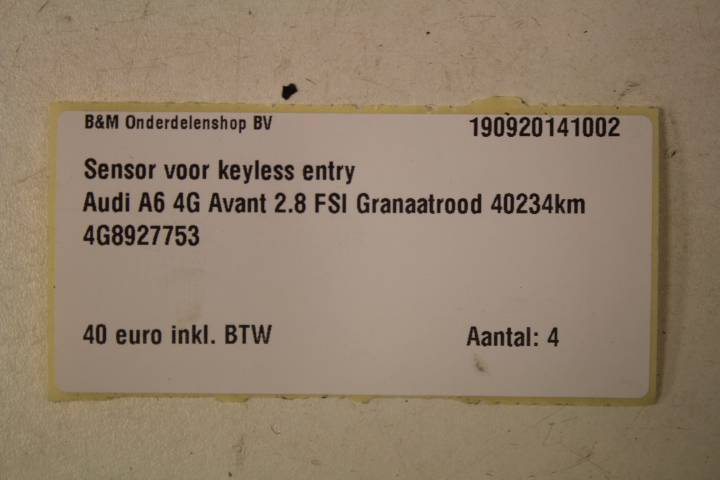 B&M Onderdelenshop BV 190920141002
Sensor voor keyless entry
Audi A6 4G Avant 2.8 FSI Granaatrood 40234km
4G8927753
40 euro inkl. BTW Aantal: 4